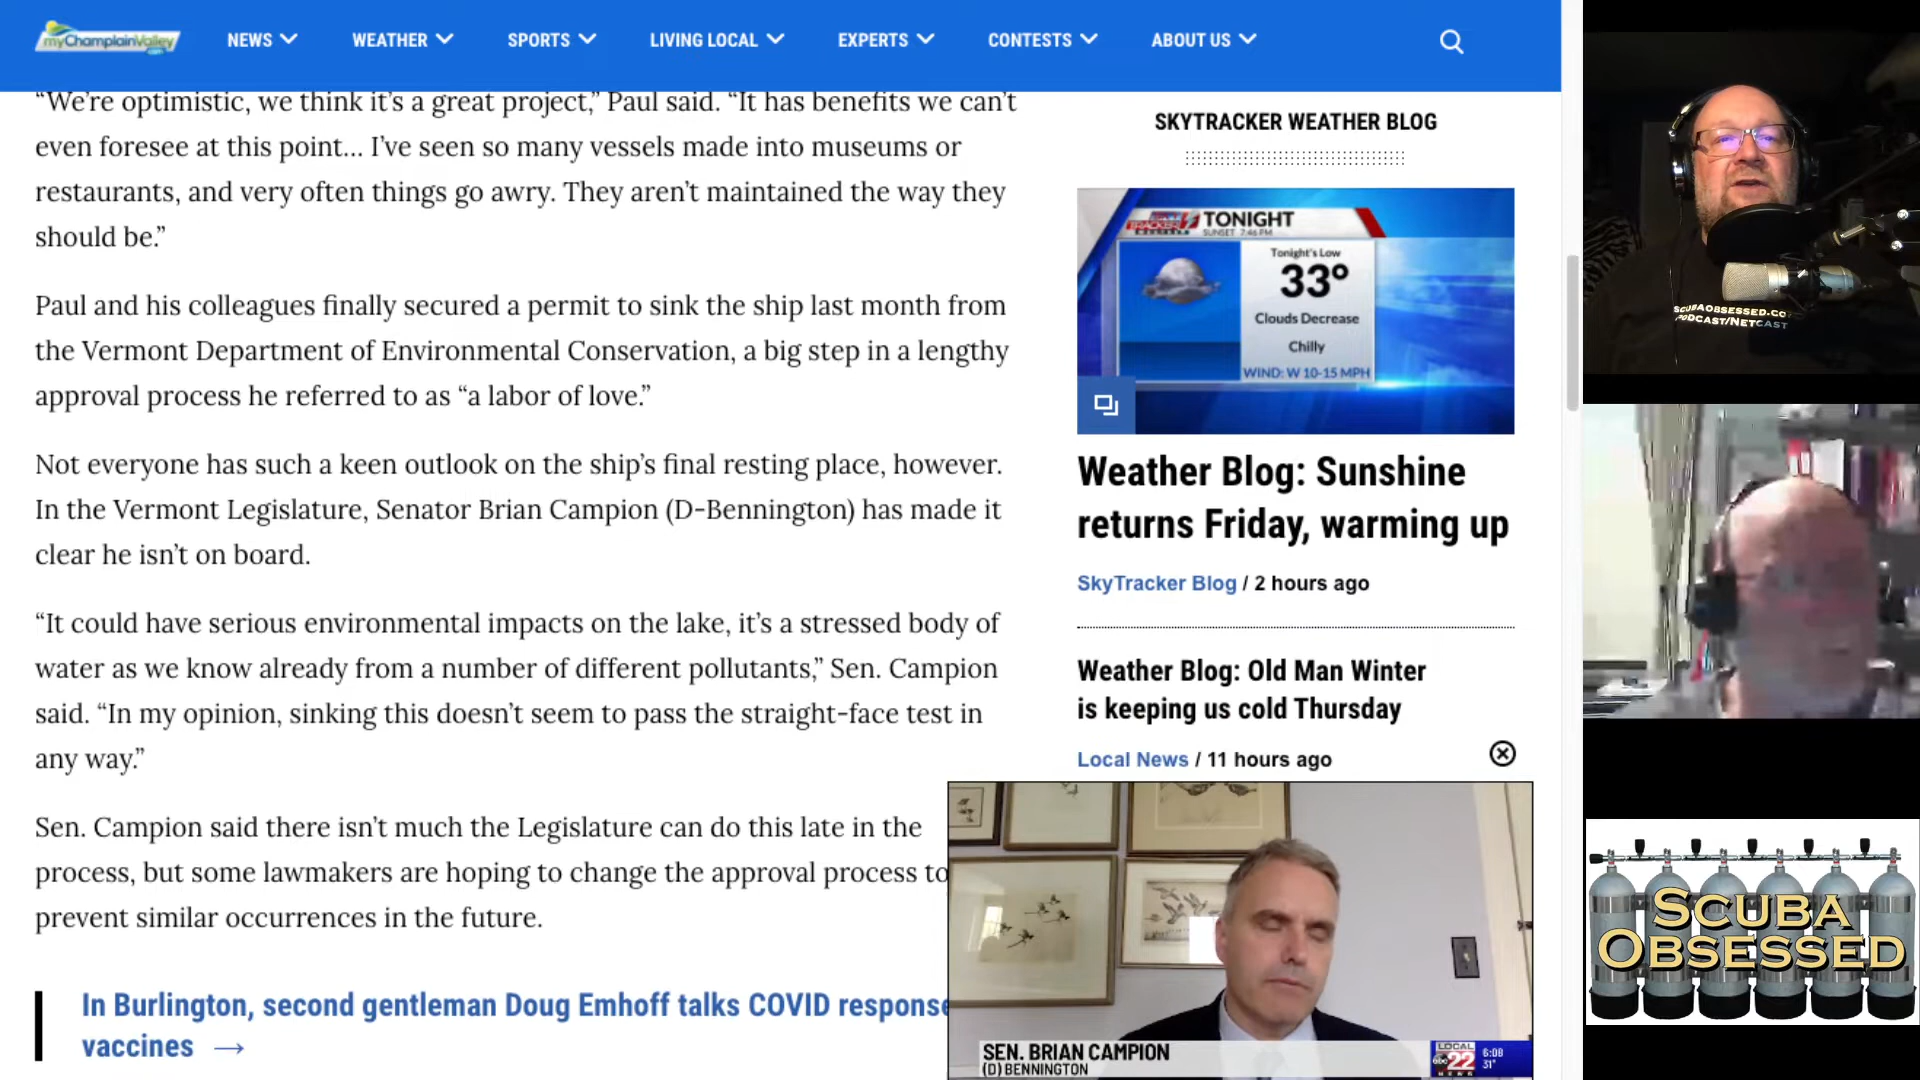 myChamplainValley
.com
NEWS
WEATHER
SPORTS
LIVING LOCAL
EXPERTS
CONTESTS
ABOUT US
“We’re optimistic, we think it’s a great project,” Paul said. “It has benefits we can’t
even foresee at this point… I’ve seen so many vessels made into museums or
restaurants, and very often things go awry. They aren’t maintained the way they
should be.”
Paul and his colleagues finally secured a permit to sink the ship last month from
the Vermont Department of Environmental Conservation, a big step in a lengthy
approval process he referred to as “a labor of love.”
Not everyone has such a keen outlook on the ship’s final resting place, however.
In the Vermont Legislature, Senator Brian Campion (D-Bennington) has made it
clear he isn’t on board.
“It could have serious environmental impacts on the lake, it’s a stressed body of
water as we know already from a number of different pollutants,” Sen. Campion
said. “In my opinion, sinking this doesn’t seem to pass the straight-face test in
any way.”
Sen. Campion said there isn’t much the Legislature can do this late in the
process, but some lawmakers are hoping to change the approval process to
prevent similar occurrences in the future.
In Burlington, second gentleman Doug Emhoff talks COVID response
vaccines →
SKYTRACKER WEATHER BLOG
TONIGHT
SUNSET 7:46 PM
Tonight's Low
33°
Clouds Decrease
Chilly
WIND: W 10-15 MPH
Weather Blog: Sunshine
returns Friday, warming up
SkyTracker Blog / 2 hours ago
Weather Blog: Old Man Winter
is keeping us cold Thursday
Local News / 11 hours ago
SEN. BRIAN CAMPION
(D) BENNINGTON
LOCAL
abc 22
NEWS
6:08
31°
SCUBAOBSESSED.CO
PODCAST/NETCAST
SCUBA
OBSESSED